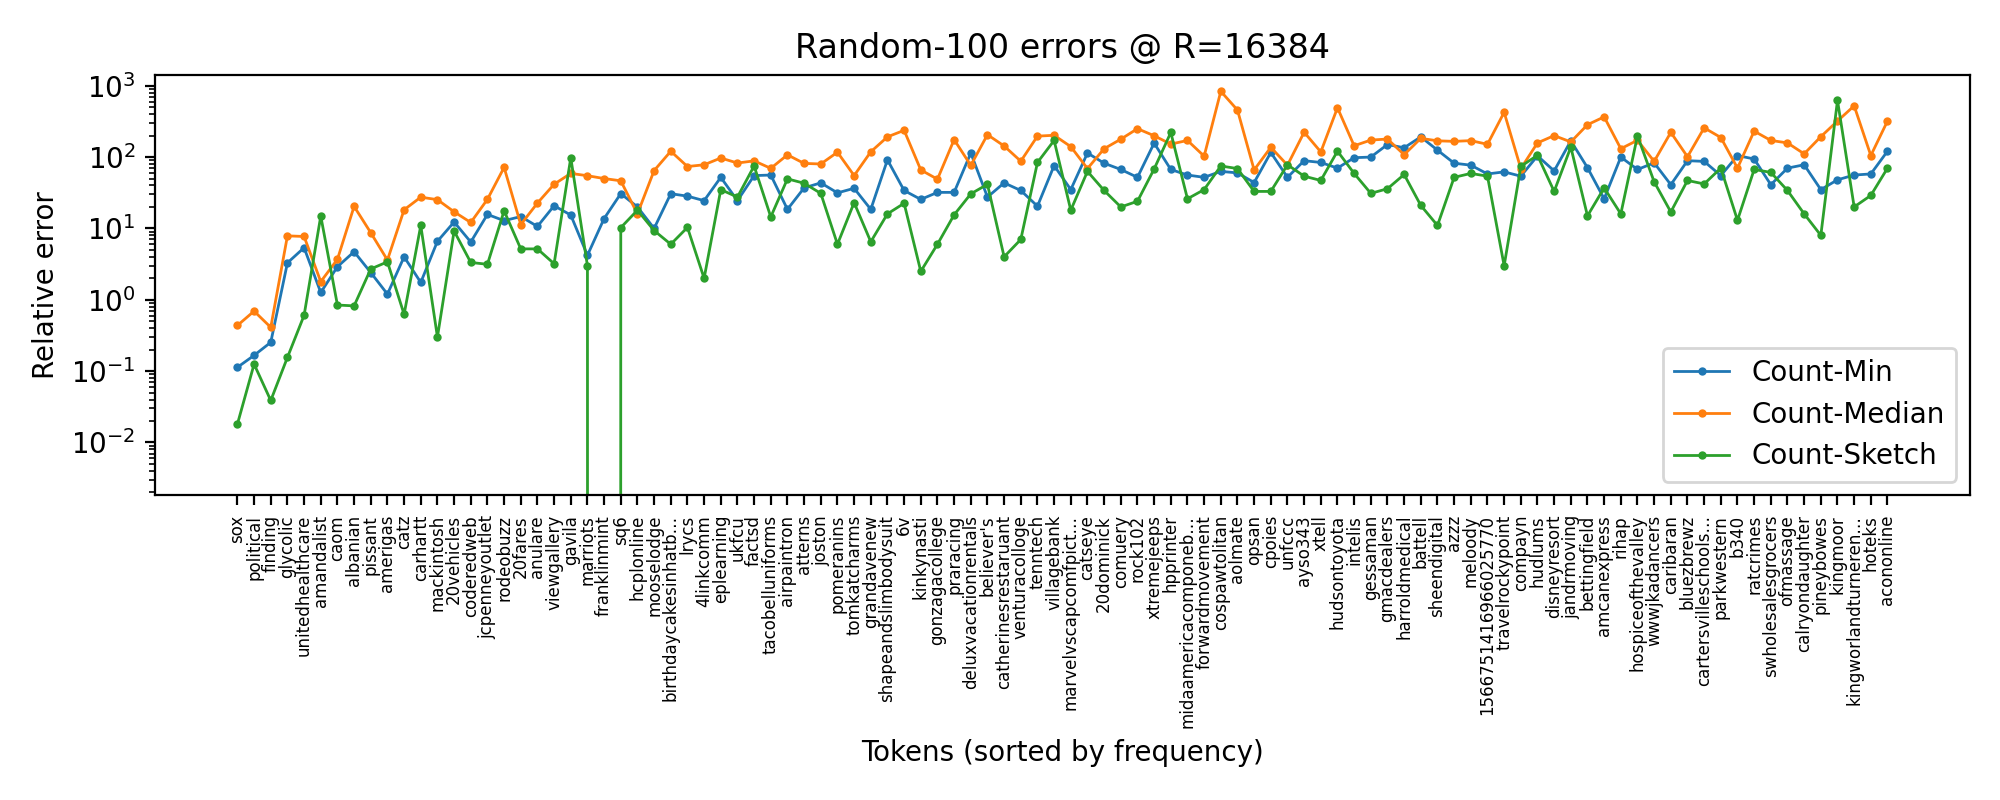 Random-100 errors @ R=16384
Relative error
10³
10²
10¹
10⁰
10⁻¹
10⁻²
Count-Min
Count-Median
Count-Sketch
sox
political
finding
glycolic
unitedhealthcare
amandalist
caom
albanian
pissant
amerigas
catz
carhartt
mackintosh
20vehicles
coderedweb
jcpenneyoutlet
rodeobuzz
20fares
anulare
viewgallery
gavila
marriots
franklinmint
sq6
hcplonline
mooselodge
birthdaycakesinhatb...
lrycs
4linkcomm
eplearning
ukfcu
factsd
tacobelluniforms
airpaintron
atterns
joston
pomeranins
tomkatcharms
grandavenew
shapeandslimbodysuit
6v
kinkynasti
gonzagacollege
praracing
deluxvacationrentals
believer's
catherinesrestaruant
venturacolloge
tenntech
villagebank
marvelvscapcomfpict...
catseye
20dominick
comuery
rock102
xtremejeeps
hpprinter
midaamericacomponeb...
forwardmovement
cospawtolitan
aolmate
opsan
cpoies
unfccc
ayso343
xtell
hudsontoyota
intelis
gessaman
gmacdealers
harroldmedical
battell
sheendigital
azzz
meloody
1566751416966025770
travelrockypoint
compayn
hudlums
disneyresort
jandrmoving
bettingfield
amcanexpress
rihap
hospiceofthevalley
wwwjkadancers
caribaran
bluezbrewz
cartersvilleschools...
parkwestern
b340
ratcrimes
swholesalesgrocers
ofmassage
calryondaughter
pineybowes
kingmoor
kingworlandturneren...
hoteks
acononline
Tokens (sorted by frequency)